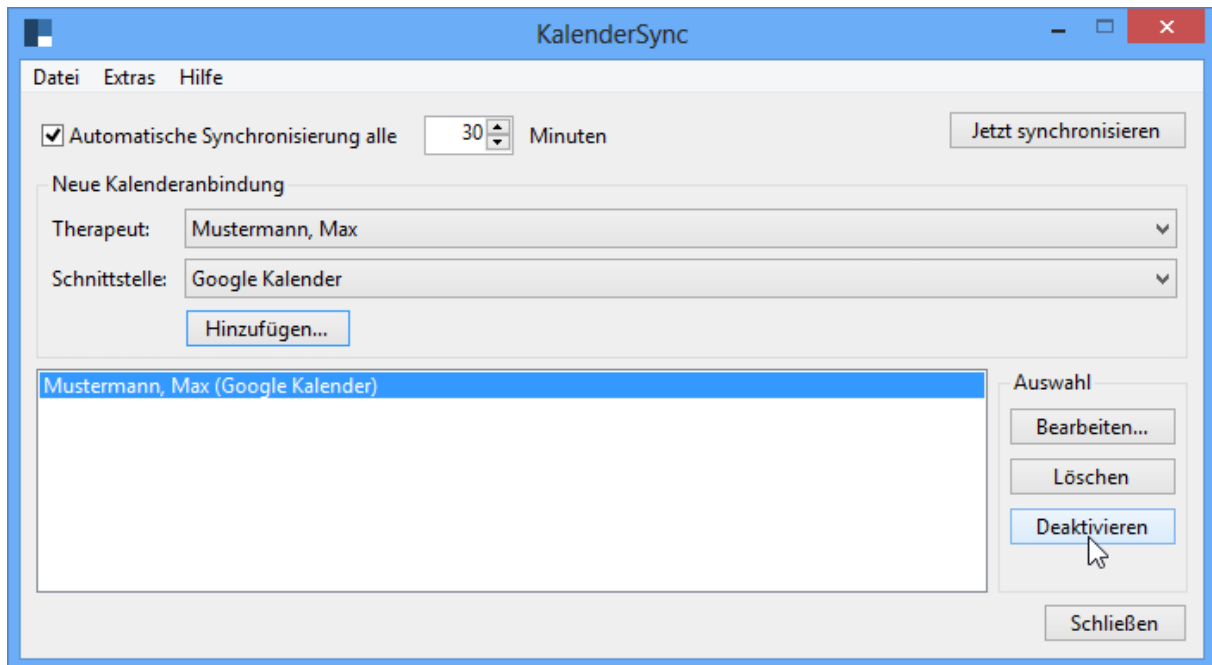 KalenderSync
Datei Extras Hilfe
Automatische Synchronisierung alle 30 Minuten Jetzt synchronisieren
Neue Kalenderanbindung
Therapeut: Mustermann, Max
Schnittstelle: Google Kalender
Hinzufügen...
Mustermann, Max (Google Kalender)
Auswahl
Bearbeiten...
Löschen
Deaktivieren
Schließen